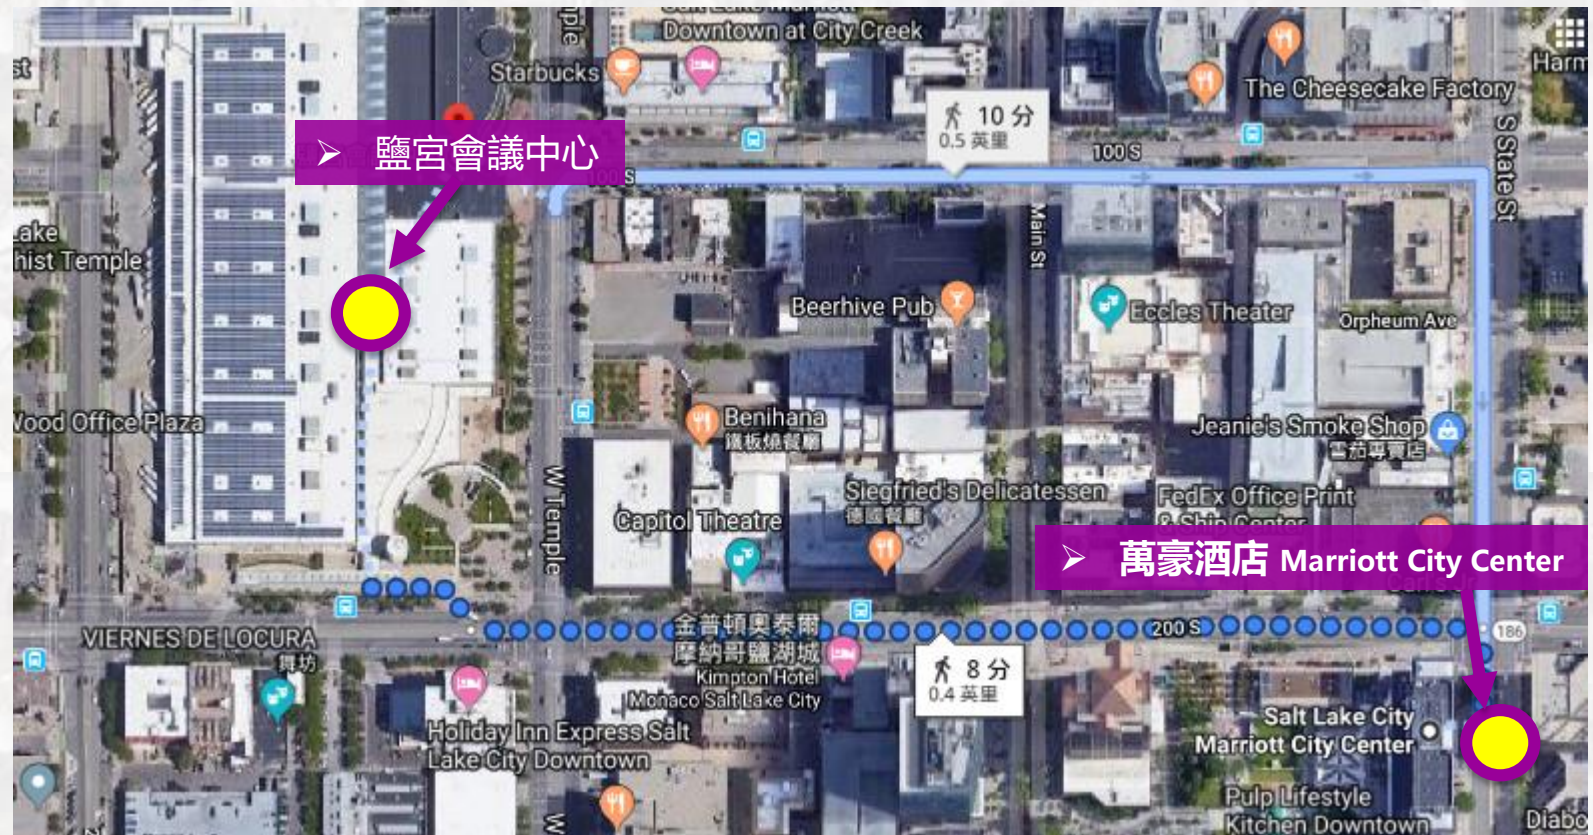 Downtown at City Creek
Starbucks
The Cheesecake Factory
Harm
10 分
0.5 英里
➢ 鹽宮會議中心
100 S
100 S
S State St
Lake
hist Temple
Main St
Beerhive Pub
Eccles Theater
Orpheum Ave
Wood Office Plaza
Benihana
鐵板燒餐廳
Jeanie's Smoke Shop
雪茄專賣店
W Temple
Siegfried's Delicatessen
德國餐廳
Capitol Theatre
FedEx Office Print
& Ship Center
➢ 萬豪酒店 Marriott City Center
Carl's Jr
VIERNES DE LOCURA
舞坊
金普頓奧泰爾
摩納哥鹽湖城
Kimpton Hotel
Monaco Salt Lake City
200 S
186
8 分
0.4 英里
Holiday Inn Express Salt
Lake City Downtown
Salt Lake City
Marriott City Center
Pulp Lifestyle
Kitchen Downtown
Diabo